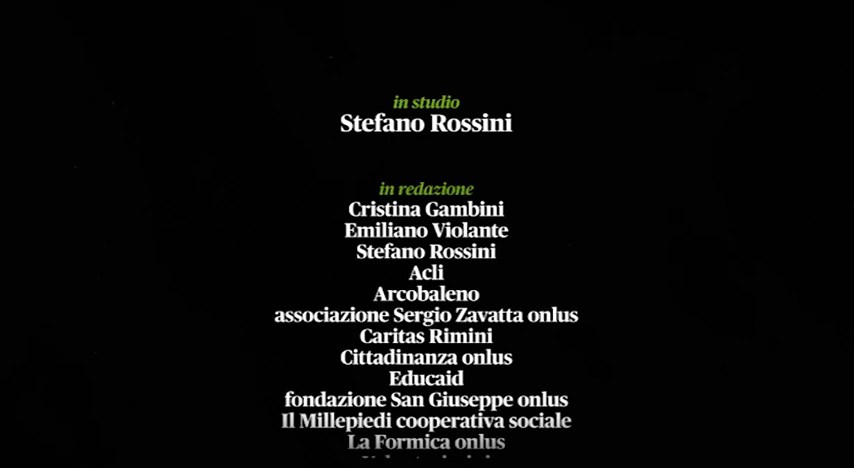 in studio
Stefano Rossini
in redazione
Cristina Gambini
Emiliano Violante
Stefano Rossini
Acli
Arcobaleno
associazione Sergio Zavatta onlus
Caritas Rimini
Cittadinanza onlus
Educaid
fondazione San Giuseppe onlus
Il Millepiedi cooperativa sociale
La Formica onlus